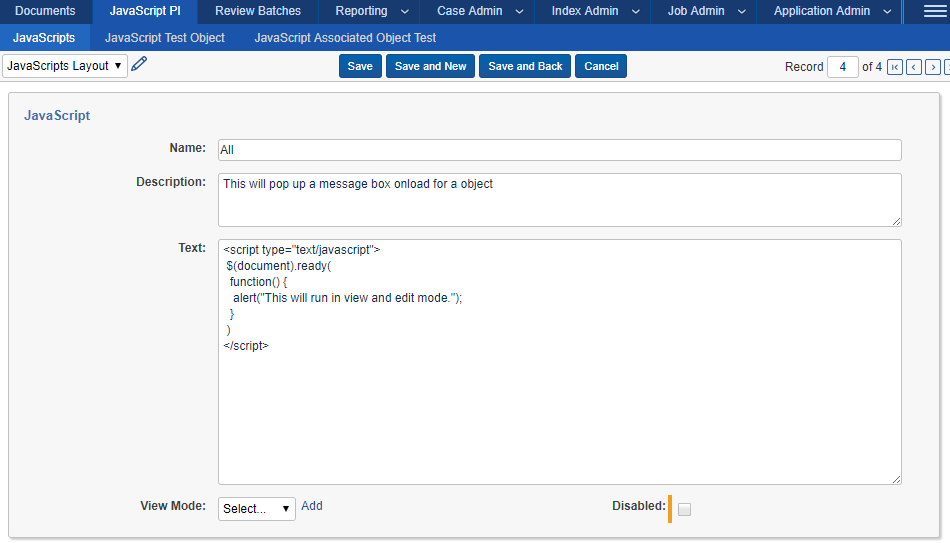 Documents JavaScript PI Review Batches Reporting Case Admin Index Admin Job Admin Application Admin
JavaScripts JavaScript Test Object JavaScript Associated Object Test
JavaScripts Layout Save Save and New Save and Back Cancel Record 4 of 4
JavaScript
Name: All
Description: This will pop up a message box onload for a object
Text: <script type="text/javascript">
$(document).ready(
function() {
alert("This will run in view and edit mode.");
}
)
</script>
View Mode: Select... Add Disabled: